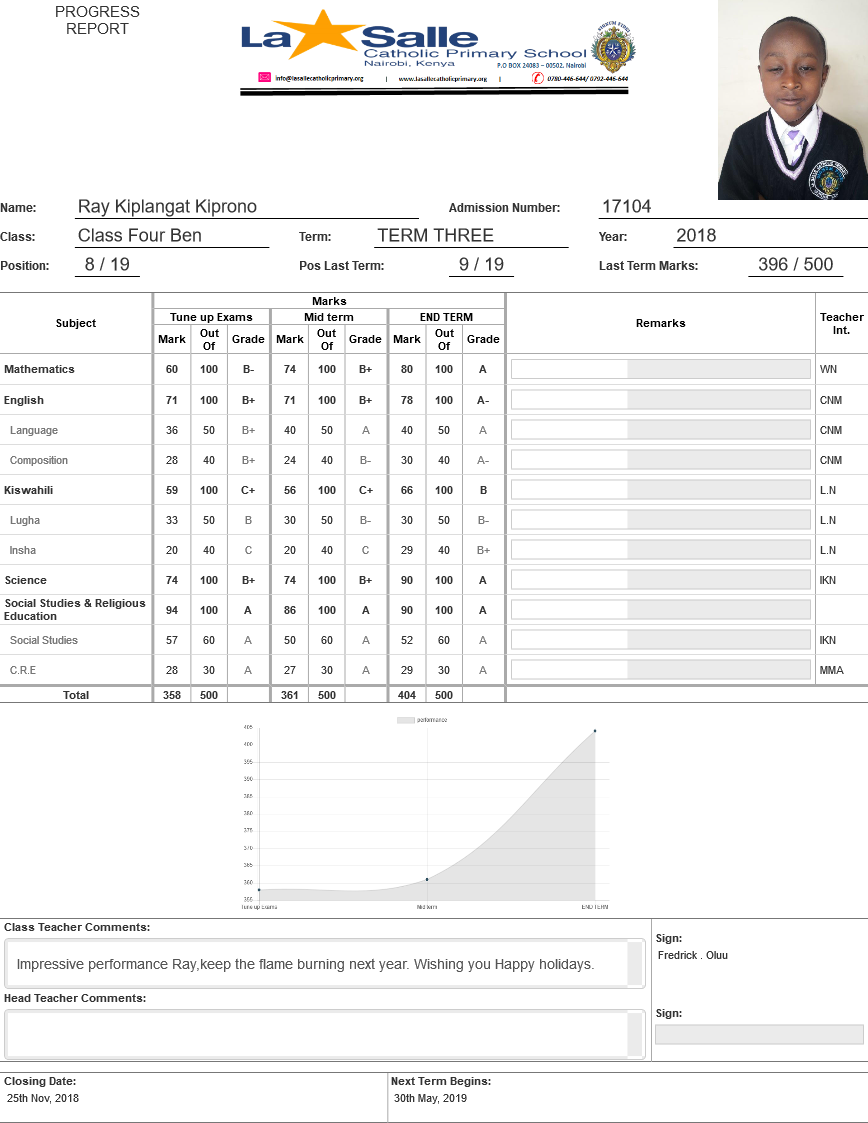 PROGRESS
REPORT
La Salle
Catholic Primary School
Nairobi, Kenya
P.O BOX 24083 – 00502, Nairobi
info@lasallecatholicprimary.org | www.lasallecatholicprimary.org | 0780-446-644/ 0792-446-644
Name: Ray Kiplangat Kiprono Admission Number: 17104
Class: Class Four Ben Term: TERM THREE Year: 2018
Position: 8 / 19 Pos Last Term: 9 / 19 Last Term Marks: 396 / 500
Subject Marks Remarks Teacher Int.
Tune up Exams Mid term END TERM
Mark Out Of Grade Mark Out Of Grade Mark Out Of Grade
Mathematics 60 100 B- 74 100 B+ 80 100 A WN
English 71 100 B+ 71 100 B+ 78 100 A- CNM
Language 36 50 B+ 40 50 A 40 50 A CNM
Composition 28 40 B+ 24 40 B- 30 40 A- CNM
Kiswahili 59 100 C+ 56 100 C+ 66 100 B L.N
Lugha 33 50 B 30 50 B- 30 50 B- L.N
Insha 20 40 C 20 40 C 29 40 B+ L.N
Science 74 100 B+ 74 100 B+ 90 100 A IKN
Social Studies & Religious Education 94 100 A 86 100 A 90 100 A
Social Studies 57 60 A 50 60 A 52 60 A IKN
C.R.E 28 30 A 27 30 A 29 30 A MMA
Total 358 500 361 500 404 500
performance
405
400
395
390
385
380
375
370
365
360
355
Tune up Exams Mid term END TERM
Class Teacher Comments:
Impressive performance Ray,keep the flame burning next year. Wishing you Happy holidays.
Sign:
Fredrick . Oluu
Head Teacher Comments:
Sign:
Closing Date: Next Term Begins:
25th Nov, 2018 30th May, 2019